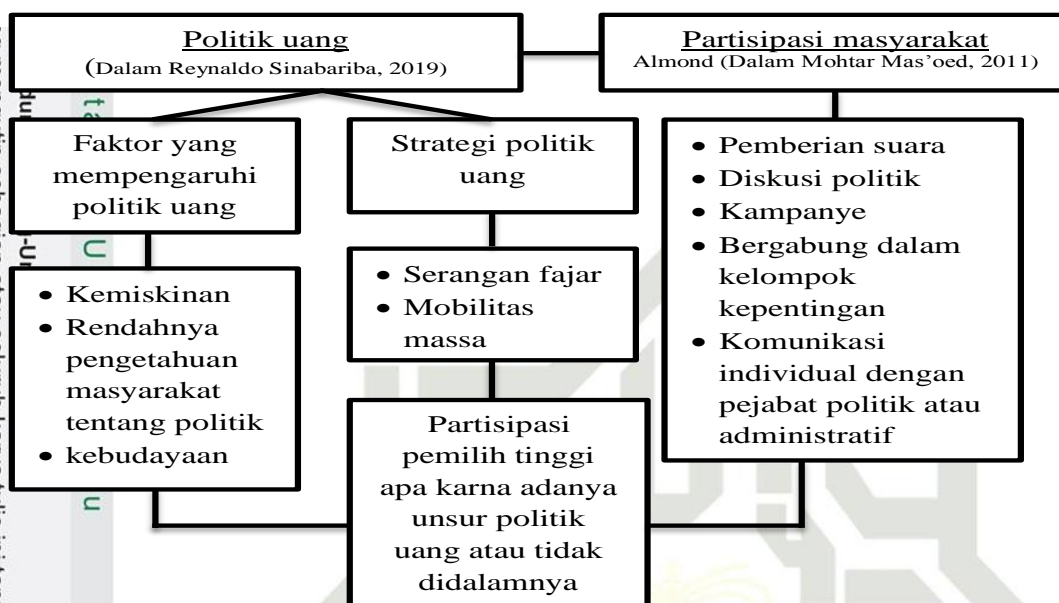 Politik uang
(Dalam Reynaldo Sinabariba, 2019)
Partisipasi masyarakat
Almond (Dalam Mohtar Mas’oed, 2011)
Faktor yang
mempengaruhi
politik uang
Strategi politik
uang
• Pemberian suara
• Diskusi politik
• Kampanye
• Bergabung dalam
kelompok
kepentingan
• Komunikasi
individual dengan
pejabat politik atau
administratif
• Kemiskinan
• Rendahnya
pengetahuan
masyarakat
tentang politik
• kebudayaan
• Serangan fajar
• Mobilitas
massa
Partisipasi
pemilih tinggi
apa karna adanya
unsur politik
uang atau tidak
didalamnya